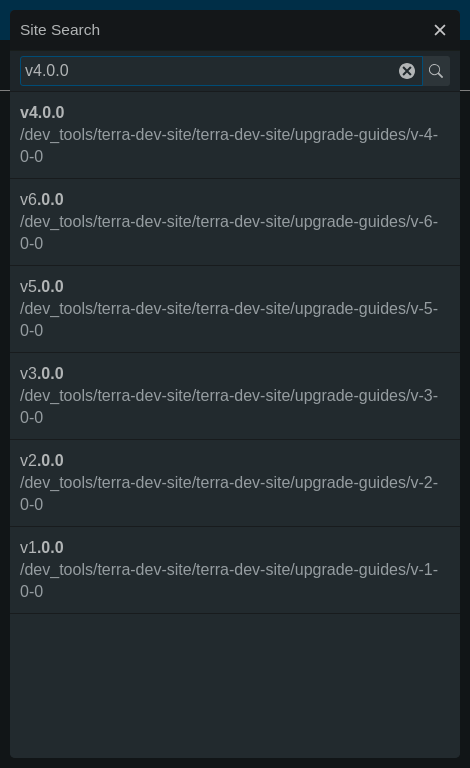 Site Search
v4.0.0
v4.0.0
/dev_tools/terra-dev-site/terra-dev-site/upgrade-guides/v-4-
0-0
v6.0.0
/dev_tools/terra-dev-site/terra-dev-site/upgrade-guides/v-6-
0-0
v5.0.0
/dev_tools/terra-dev-site/terra-dev-site/upgrade-guides/v-5-
0-0
v3.0.0
/dev_tools/terra-dev-site/terra-dev-site/upgrade-guides/v-3-
0-0
v2.0.0
/dev_tools/terra-dev-site/terra-dev-site/upgrade-guides/v-2-
0-0
v1.0.0
/dev_tools/terra-dev-site/terra-dev-site/upgrade-guides/v-1-
0-0